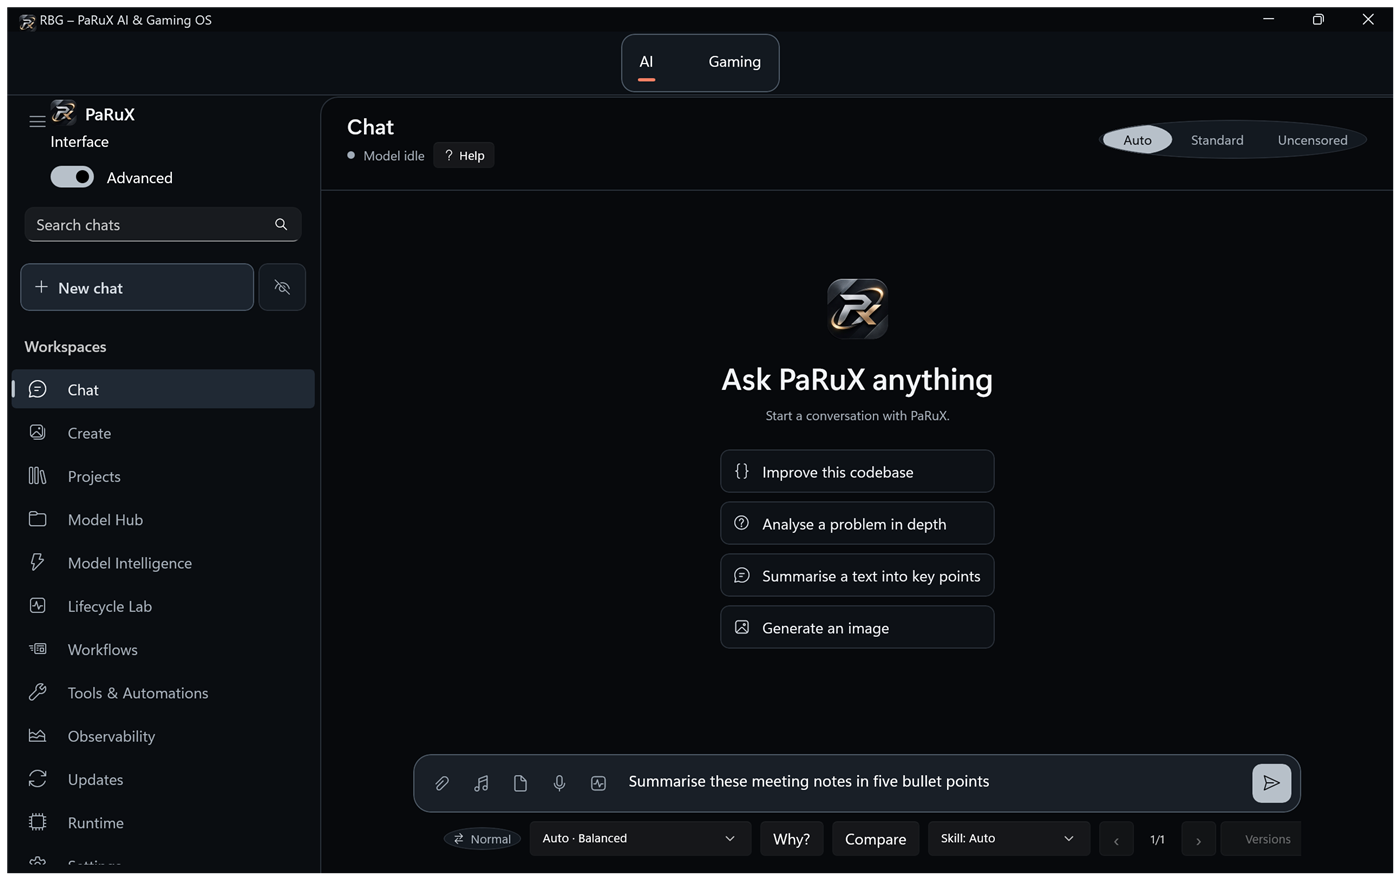 RBG – PaRuX AI & Gaming OS
AI
Gaming
PaRuX
Interface
Advanced
Search chats
New chat
Workspaces
Chat
Create
Projects
Model Hub
Model Intelligence
Lifecycle Lab
Workflows
Tools & Automations
Observability
Updates
Runtime
Settings
Chat
Model idle
? Help
Auto
Standard
Uncensored
Ask PaRuX anything
Start a conversation with PaRuX.
Improve this codebase
Analyse a problem in depth
Summarise a text into key points
Generate an image
Summarise these meeting notes in five bullet points
Normal
Auto · Balanced
Why?
Compare
Skill: Auto
1/1
Versions